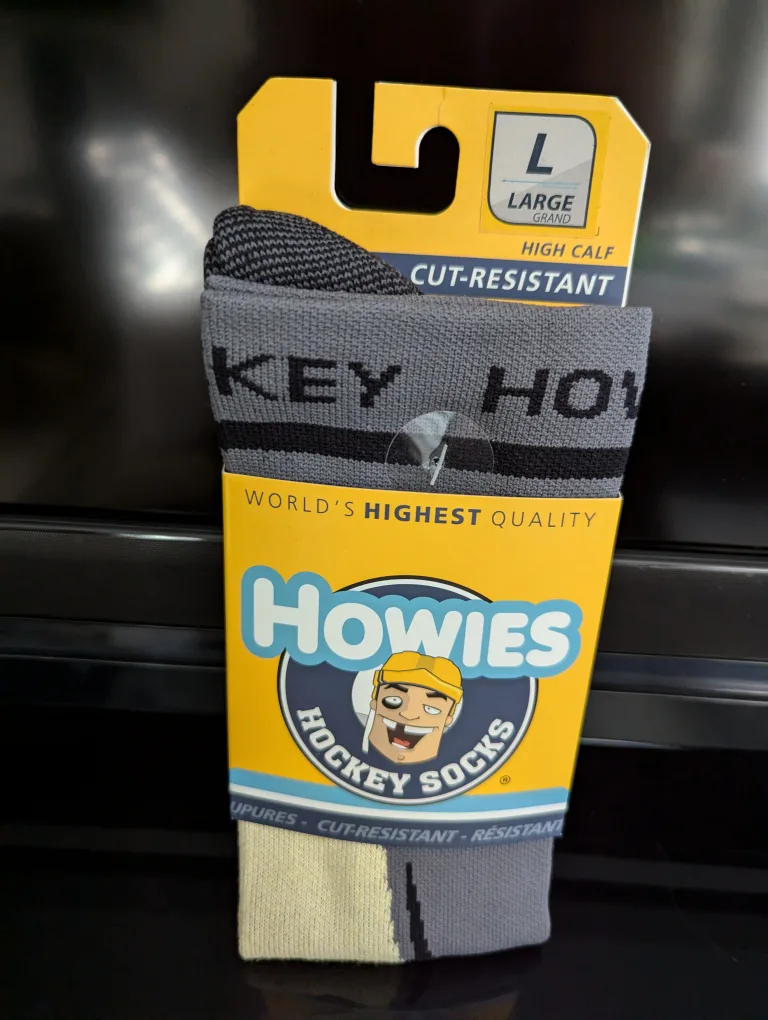 L
LARGE
GRAND
HIGH CALF
CUT-RESISTANT
KEY HOW
WORLD'S HIGHEST QUALITY
HOWIES
HOCKEY SOCKS
®
UPURES - CUT-RESISTANT - RÉSISTANT